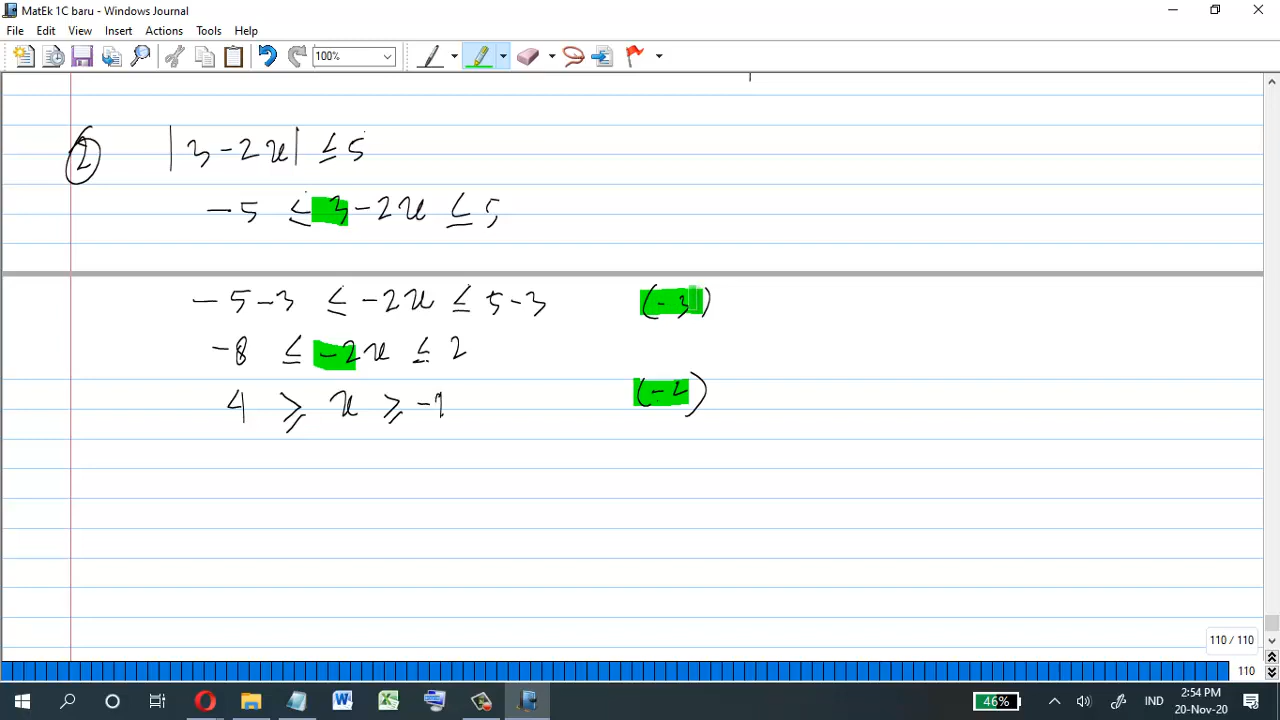 MatEk 1C baru - Windows Journal
File Edit View Insert Actions Tools Help
100%
2 |3-2x| ≤ 5
-5 ≤ 3-2x ≤ 5
-5-3 ≤ -2x ≤ 5-3 (-3)
-8 ≤ -2x ≤ 2
4 ≥ x ≥ -1 (-2)
110 / 110
110
46% IND 2:54 PM
20-Nov-20